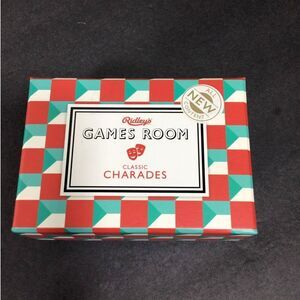 Ridley's
GAMES ROOM
CLASSIC
CHARADES
ALL
NEW
CONTENT